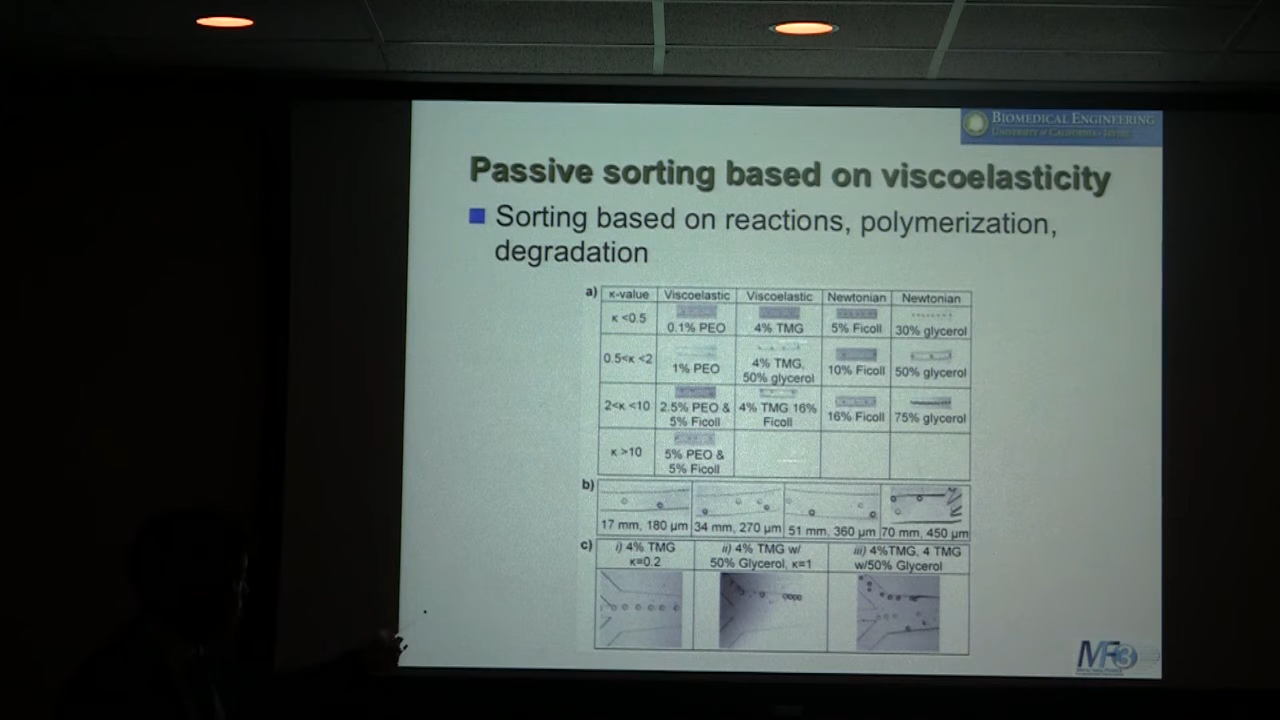 BIOMEDICAL ENGINEERING
UNIVERSITY of CALIFORNIA • IRVINE
Passive sorting based on viscoelasticity
Sorting based on reactions, polymerization,
degradation
a)
κ-value Viscoelastic Viscoelastic Newtonian Newtonian
κ <0.5 0.1% PEO 4% TMG 5% Ficoll 30% glycerol
0.5<κ <2 1% PEO 4% TMG, 50% glycerol 10% Ficoll 50% glycerol
2<κ <10 2.5% PEO & 5% Ficoll 4% TMG 16% Ficoll 16% Ficoll 75% glycerol
κ >10 5% PEO & 5% Ficoll
b)
17 mm, 180 µm 34 mm, 270 µm 51 mm, 360 µm 70 mm, 450 µm
c)
i) 4% TMG κ=0.2
ii) 4% TMG w/ 50% Glycerol, κ=1
iii) 4%TMG, 4 TMG w/50% Glycerol
MF3